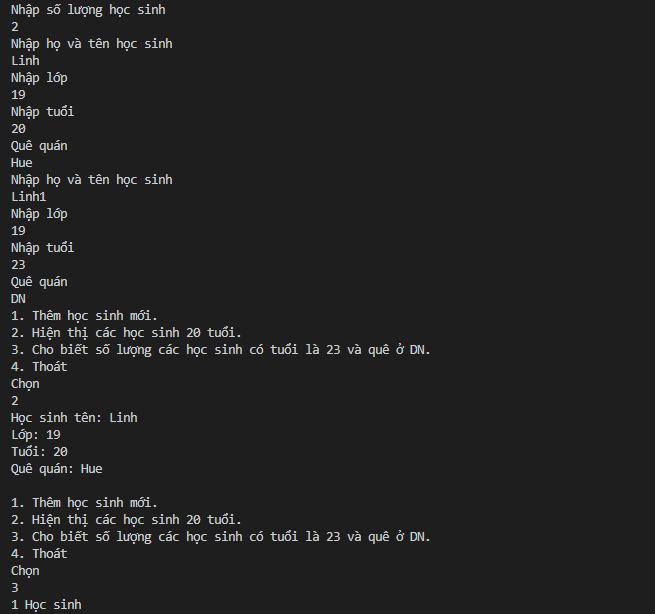 Nhập số lượng học sinh
2
Nhập họ và tên học sinh
Linh
Nhập lớp
19
Nhập tuổi
20
Quê quán
Hue
Nhập họ và tên học sinh
Linh1
Nhập lớp
19
Nhập tuổi
23
Quê quán
DN
1. Thêm học sinh mới.
2. Hiện thị các học sinh 20 tuổi.
3. Cho biết số lượng các học sinh có tuổi là 23 và quê ở DN.
4. Thoát
Chọn
2
Học sinh tên: Linh
Lớp: 19
Tuổi: 20
Quê quán: Hue
1. Thêm học sinh mới.
2. Hiện thị các học sinh 20 tuổi.
3. Cho biết số lượng các học sinh có tuổi là 23 và quê ở DN.
4. Thoát
Chọn
3
1 Học sinh